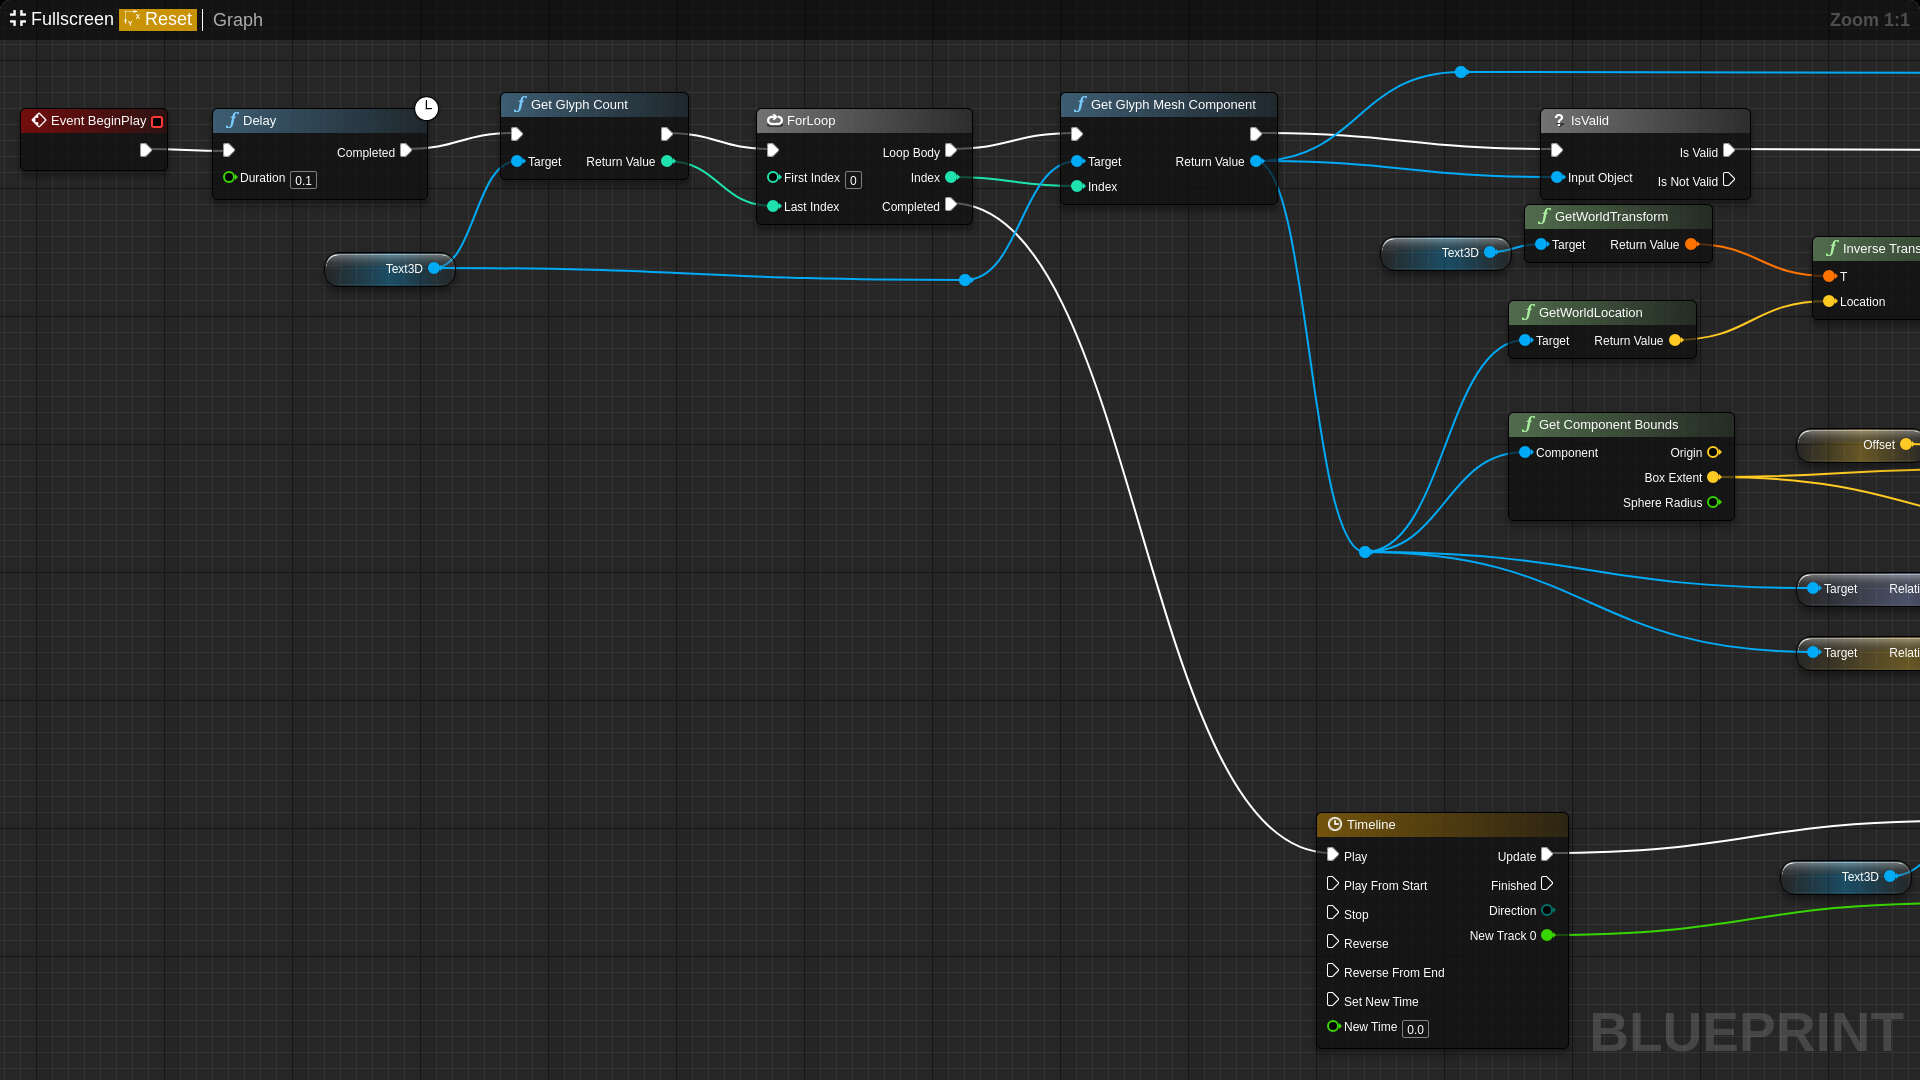 Fullscreen Reset Graph
Zoom 1:1
Event BeginPlay
Delay
Completed
Duration 0.1
Get Glyph Count
Target Return Value
Text3D
ForLoop
Loop Body
First Index 0 Index
Last Index Completed
Get Glyph Mesh Component
Target Return Value
Index
? IsValid
Is Valid
Input Object Is Not Valid
Text3D
GetWorldTransform
Target Return Value
Inverse Trans
T
Location
GetWorldLocation
Target Return Value
Get Component Bounds
Component Origin
Box Extent
Sphere Radius
Offset
Target Relati
Target Relati
Timeline
Play Update
Play From Start Finished
Stop Direction
Reverse New Track 0
Reverse From End
Set New Time
New Time 0.0
Text3D
BLUEPRINT